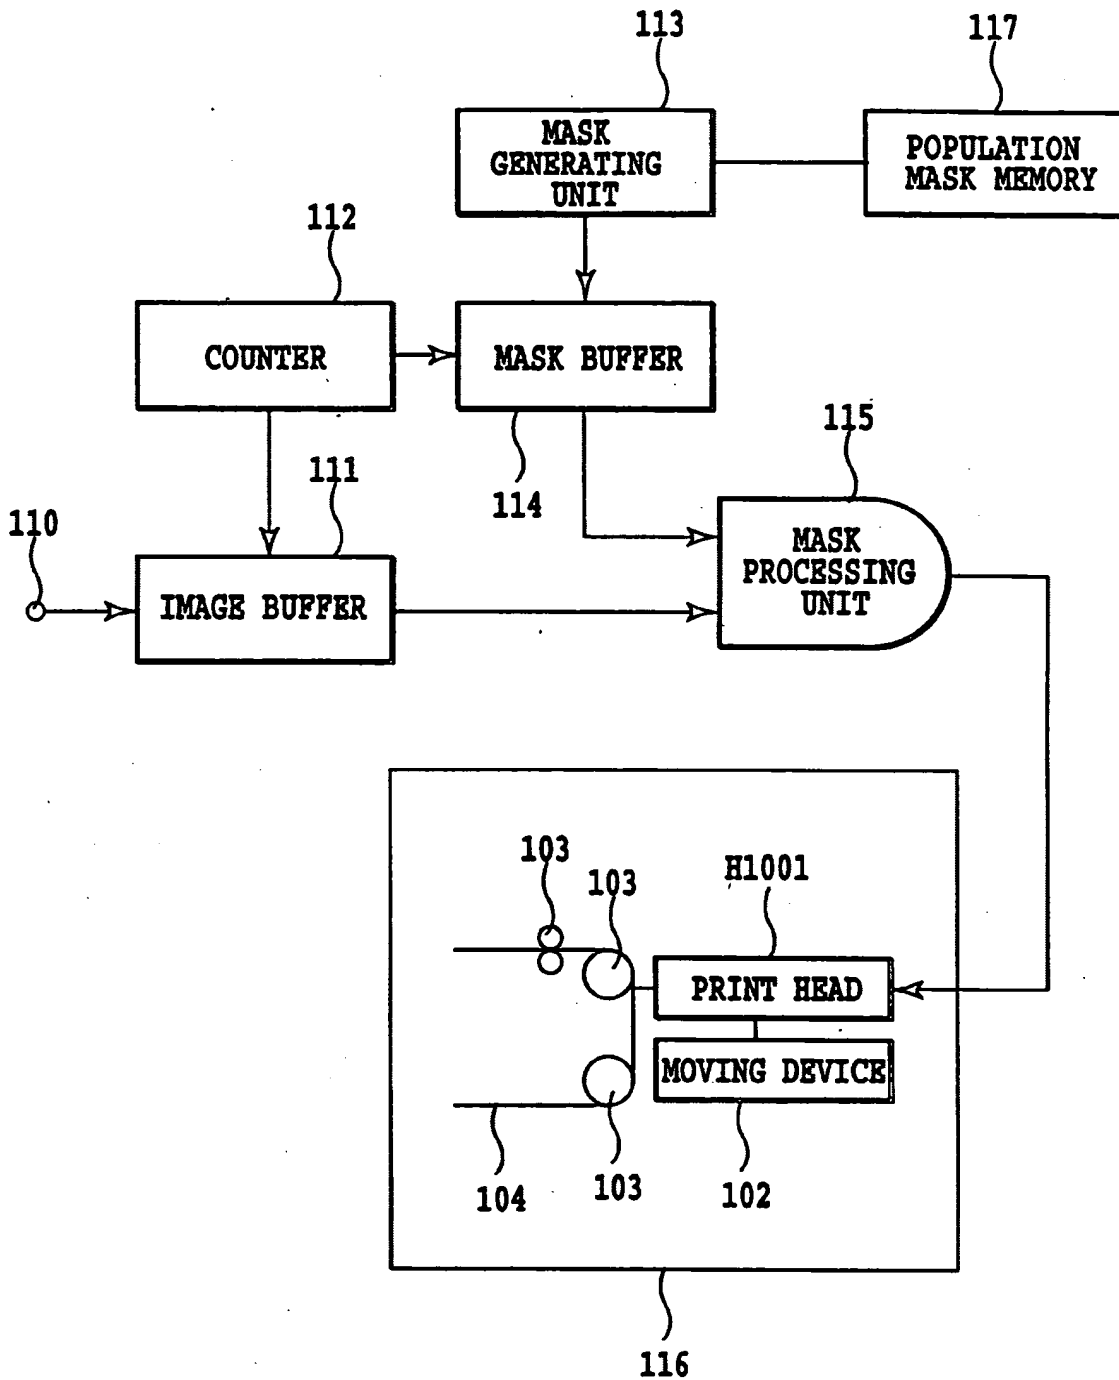 113
117
MASK
GENERATING
UNIT
POPULATION
MASK MEMORY
112
COUNTER
MASK BUFFER
115
111
114
110
MASK
PROCESSING
UNIT
IMAGE BUFFER
103
103
H1001
PRINT HEAD
MOVING DEVICE
104
103
102
116